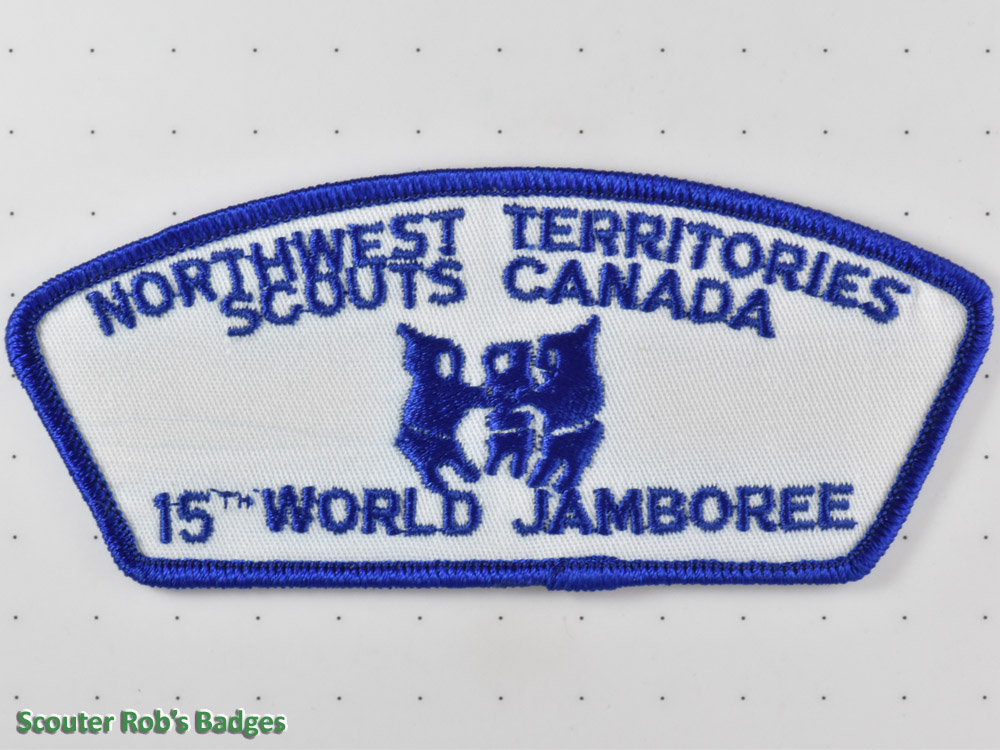 NORTHWEST TERRITORIES
SCOUTS CANADA
15TH WORLD JAMBOREE
Scouter Rob's Badges